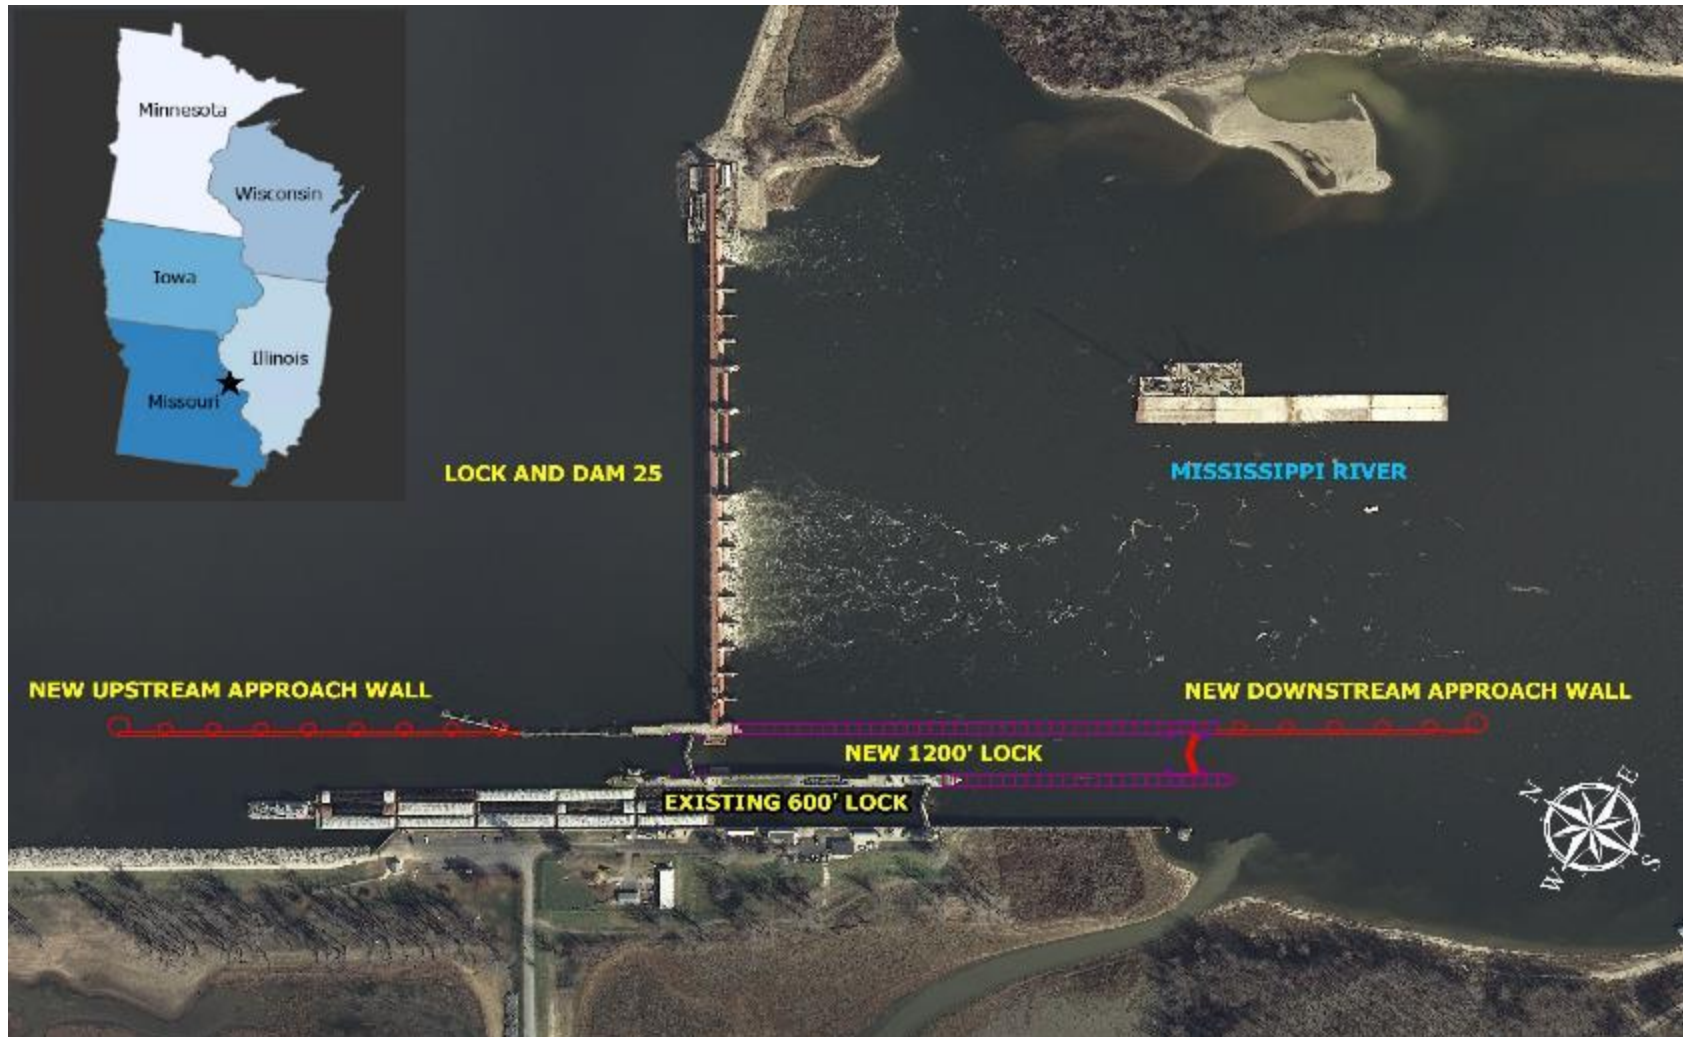 Minnesota
Wisconsin
Iowa
Illinois
Missouri
LOCK AND DAM 25
MISSISSIPPI RIVER
NEW UPSTREAM APPROACH WALL
NEW DOWNSTREAM APPROACH WALL
NEW 1200' LOCK
EXISTING 600' LOCK
N
E
W
S